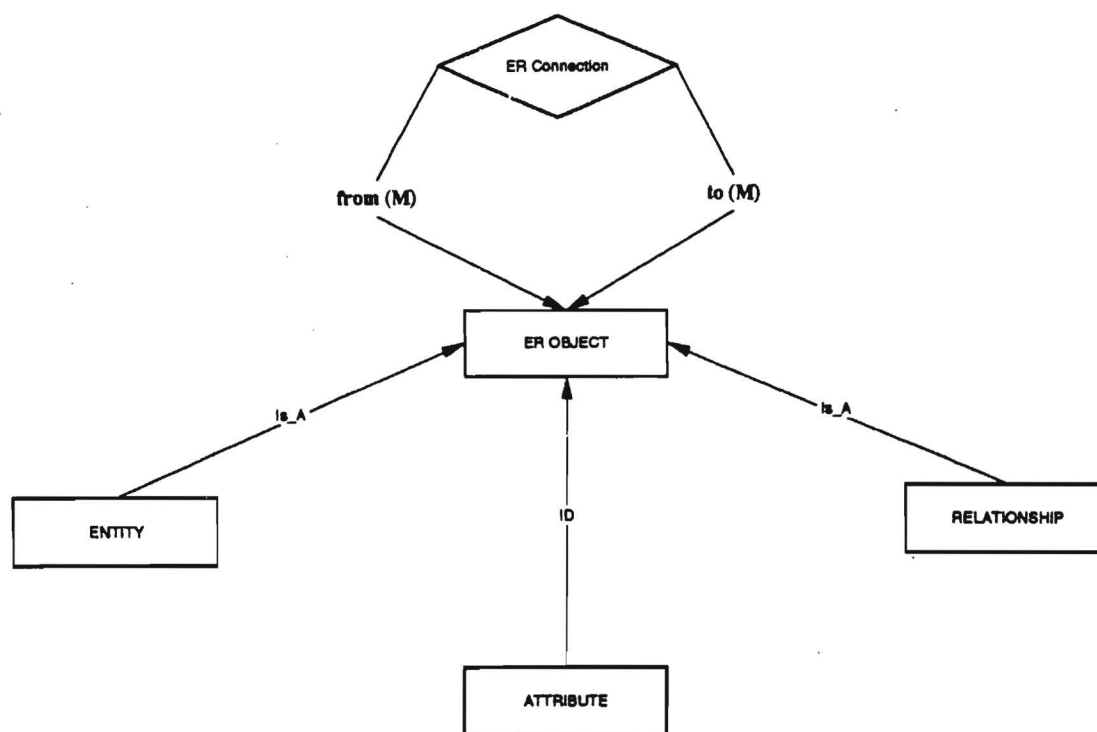 ER Connection
from (M)
to (M)
ER OBJECT
Is_A
Is_A
ENTITY
ID
RELATIONSHIP
ATTRIBUTE